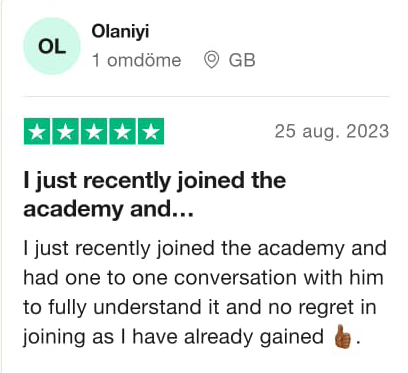 OL
Olaniyi
1 omdöme GB
25 aug. 2023
I just recently joined the
academy and...
I just recently joined the academy and
had one to one conversation with him
to fully understand it and no regret in
joining as I have already gained 👍🏾.